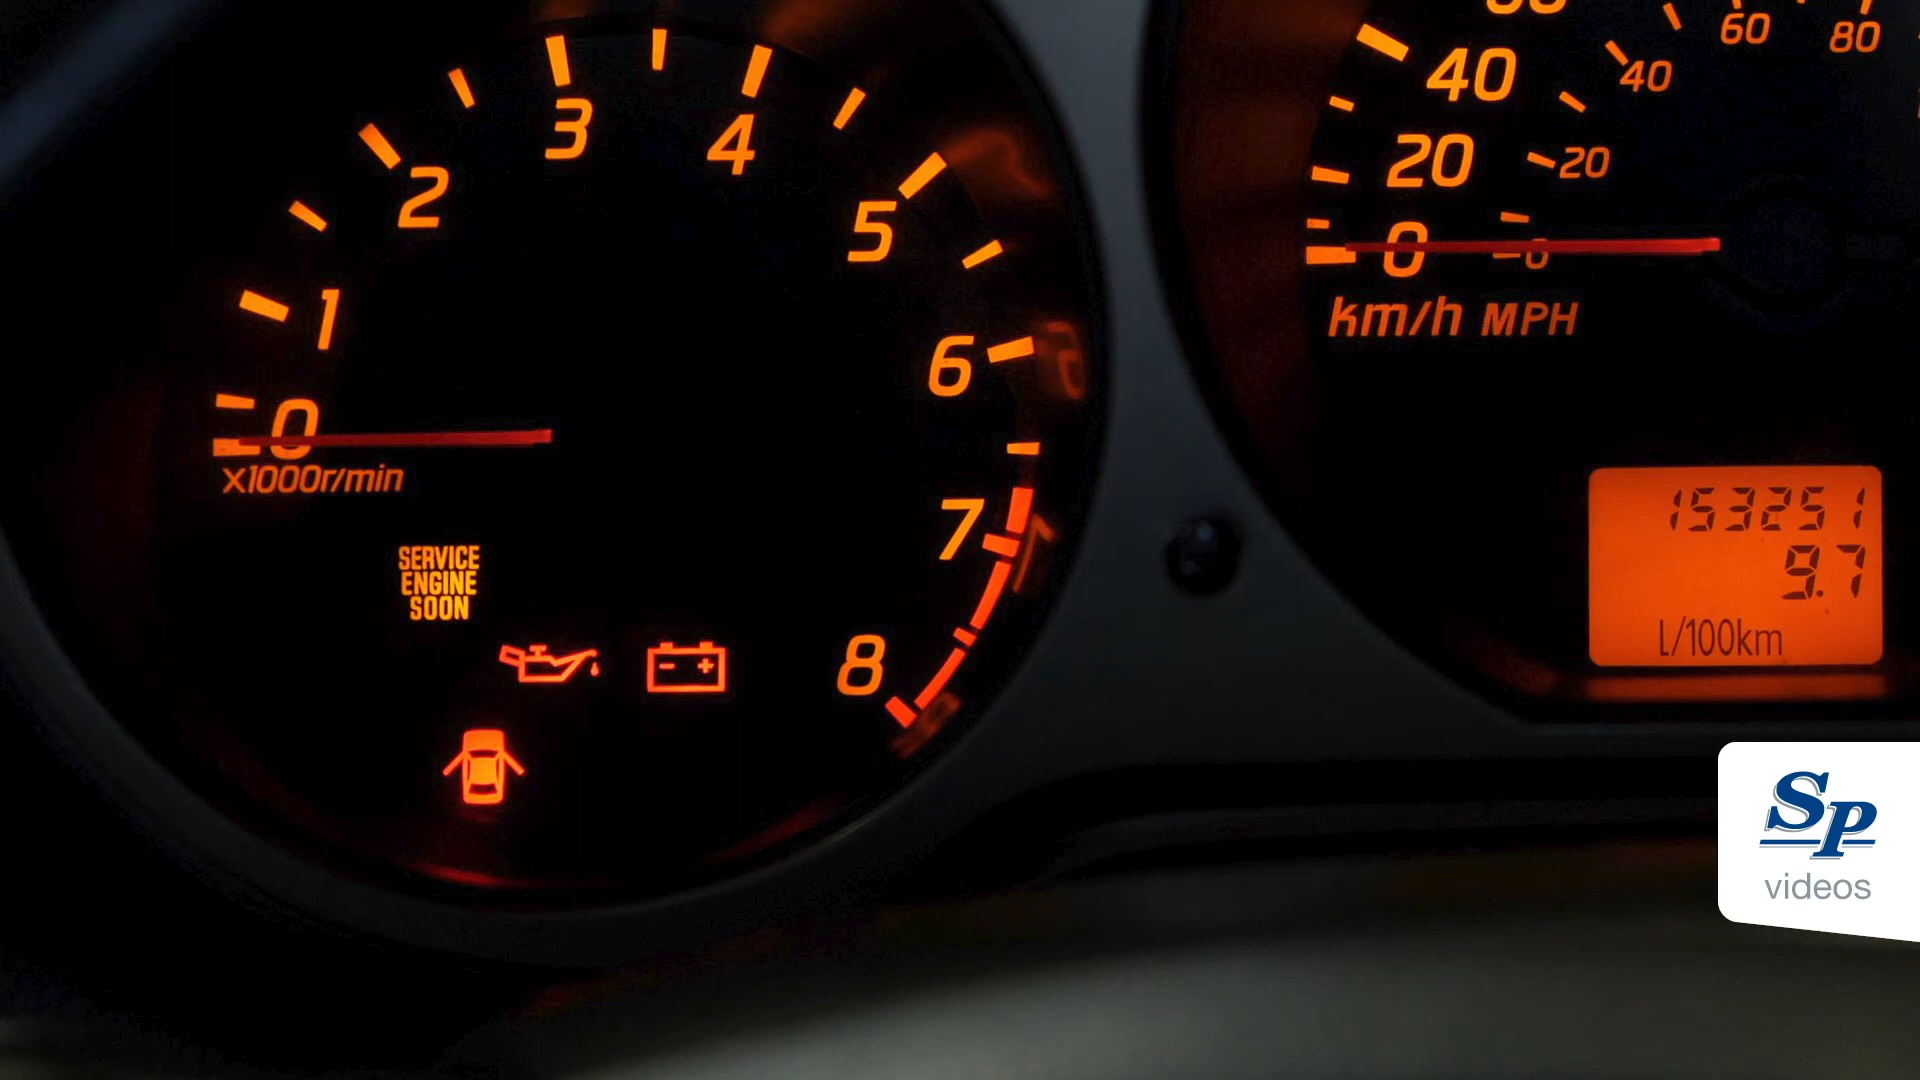 0 1 2 3 4 5 6 7 8
x1000r/min
SERVICE
ENGINE
SOON
0 20 40
0 20 40 60 80
km/h MPH
153251
9.7
L/100km
Sp
videos